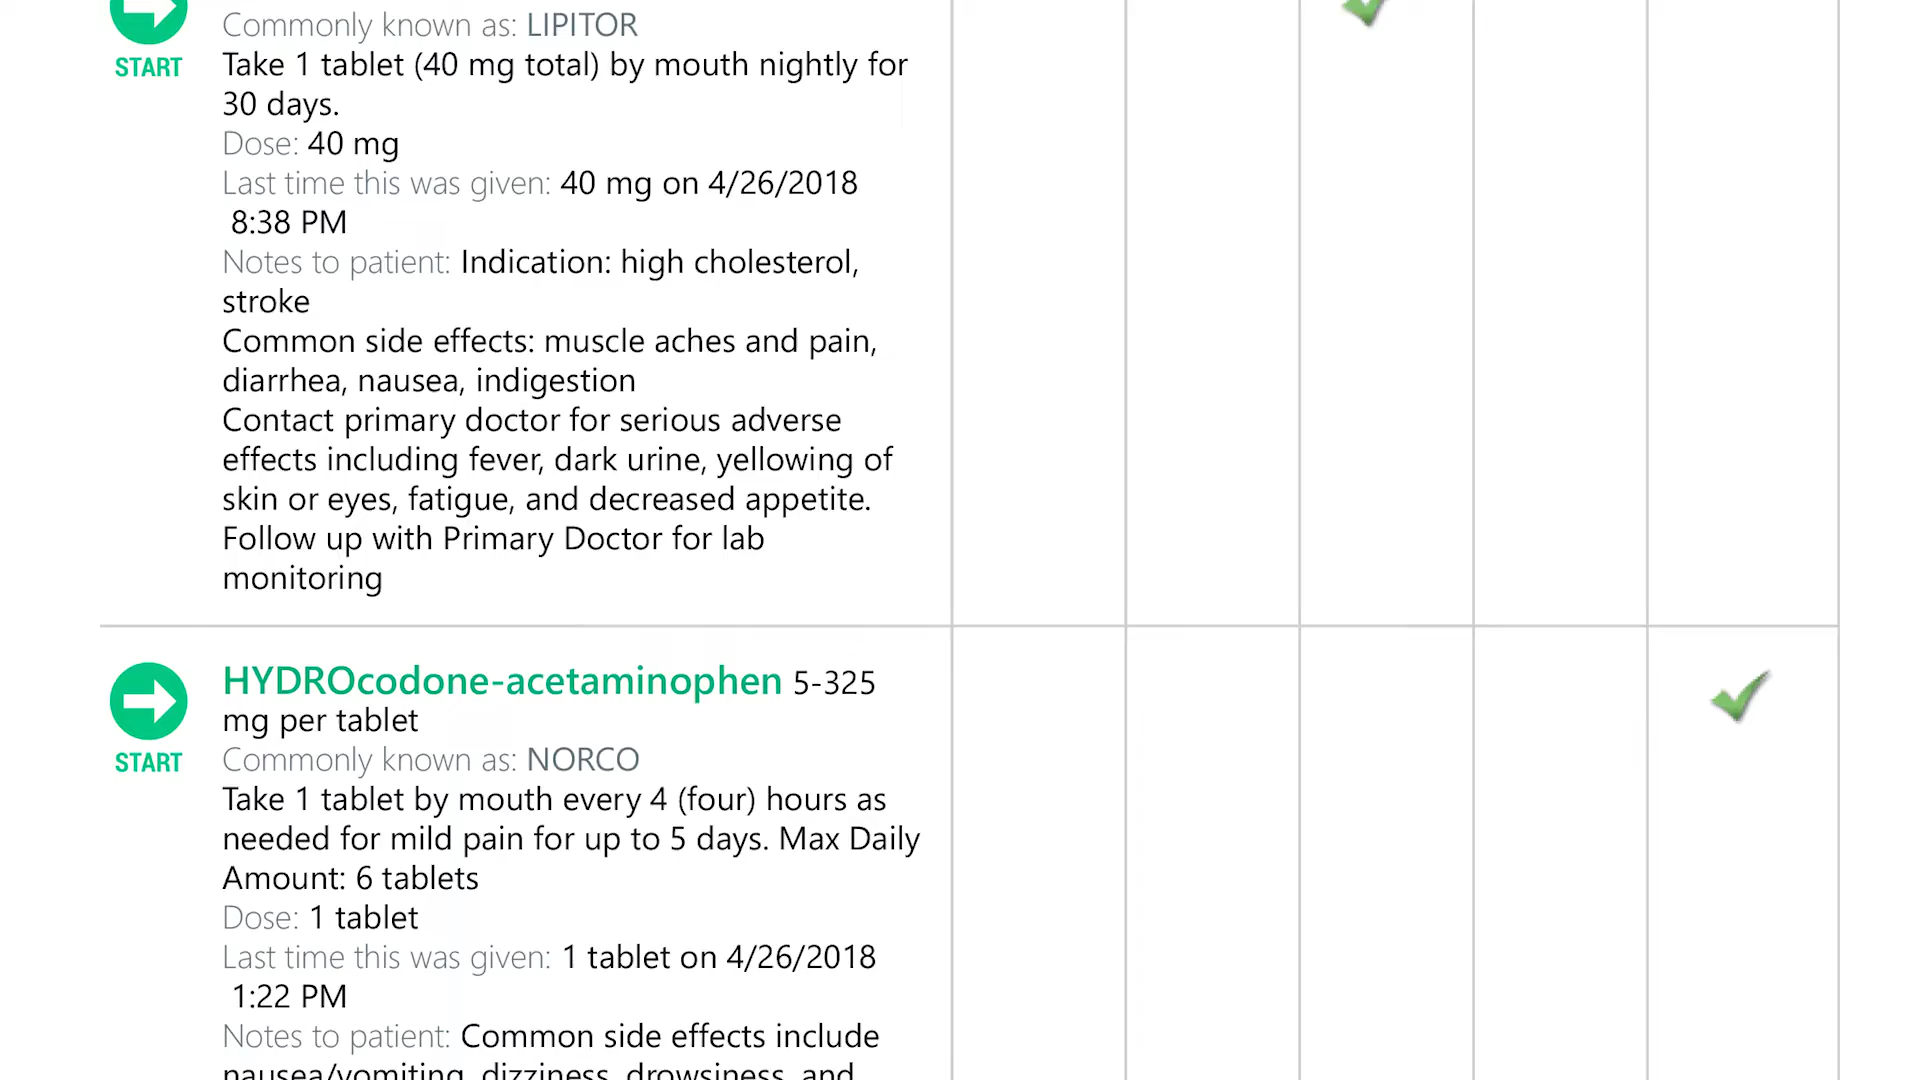 Commonly known as: LIPITOR
START
Take 1 tablet (40 mg total) by mouth nightly for
30 days.
Dose: 40 mg
Last time this was given: 40 mg on 4/26/2018
8:38 PM
Notes to patient: Indication: high cholesterol,
stroke
Common side effects: muscle aches and pain,
diarrhea, nausea, indigestion
Contact primary doctor for serious adverse
effects including fever, dark urine, yellowing of
skin or eyes, fatigue, and decreased appetite.
Follow up with Primary Doctor for lab
monitoring
HYDROcodone-acetaminophen 5-325
mg per tablet
START
Commonly known as: NORCO
Take 1 tablet by mouth every 4 (four) hours as
needed for mild pain for up to 5 days. Max Daily
Amount: 6 tablets
Dose: 1 tablet
Last time this was given: 1 tablet on 4/26/2018
1:22 PM
Notes to patient: Common side effects include
nausea/vomiting, dizziness, drowsiness, and